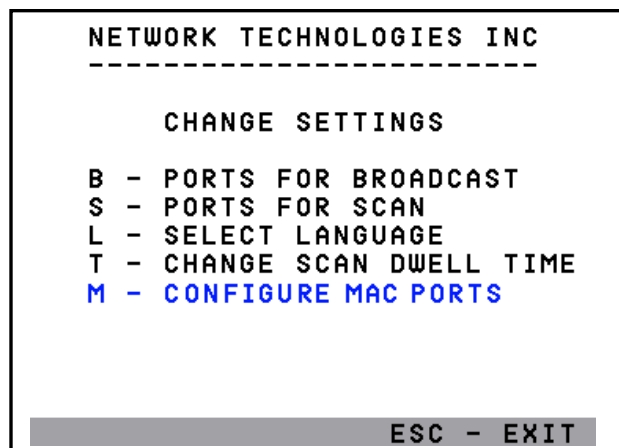 NETWORK TECHNOLOGIES INC
-------------------------
CHANGE SETTINGS
B - PORTS FOR BROADCAST
S - PORTS FOR SCAN
L - SELECT LANGUAGE
T - CHANGE SCAN DWELL TIME
M - CONFIGURE MAC PORTS
ESC - EXIT